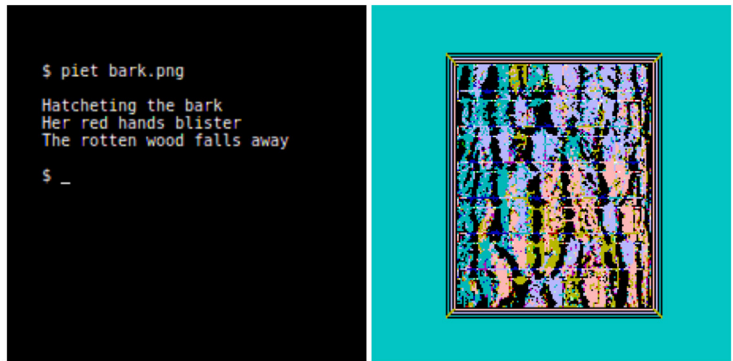 $ piet bark.png
Hatcheting the bark
Her red hands blister
The rotten wood falls away
$ _